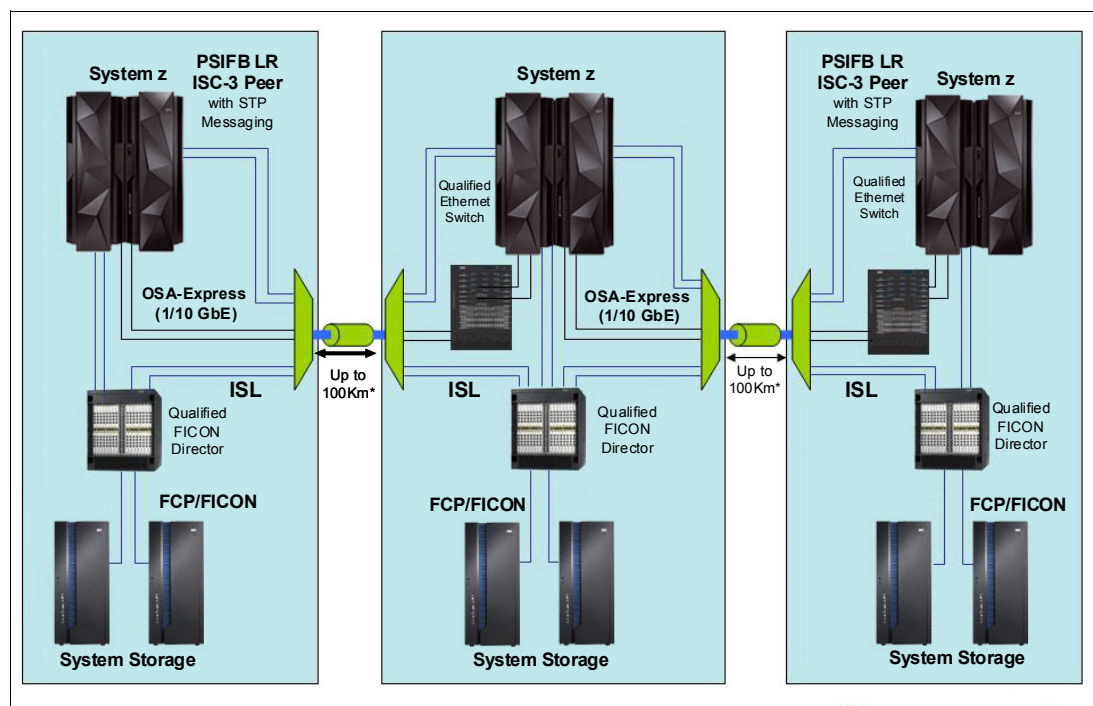 System z
PSIFB LR
ISC-3 Peer
with STP
Messaging
OSA-Express
(1/10 GbE)
ISL
Qualified
FICON
Director
FCP/FICON
System Storage
Up to
100Km*
System z
Qualified
Ethernet
Switch
OSA-Express
(1/10 GbE)
ISL
Qualified
FICON
Director
FCP/FICON
System Storage
Up to
100Km*
PSIFB LR
ISC-3 Peer
with STP
Messaging
System z
Qualified
Ethernet
Switch
ISL
Qualified
FICON
Director
FCP/FICON
System Storage